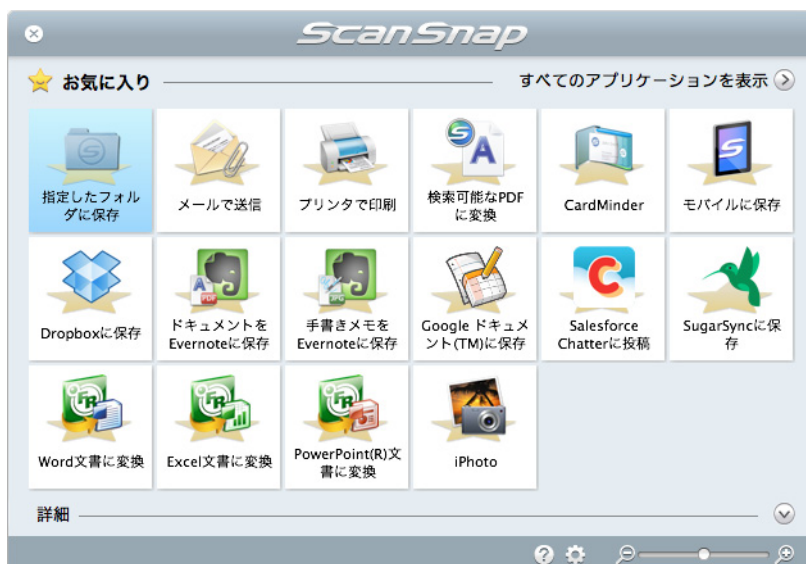 ScanSnap
お気に入り
すべてのアプリケーションを表示
指定したフォル
ダに保存
メールで送信
プリンタで印刷
検索可能なPDF
に変換
CardMinder
モバイルに保存
Dropboxに保存
ドキュメントを
Evernoteに保存
手書きメモを
Evernoteに保存
Google ドキュメ
ント(TM)に保存
Salesforce
Chatterに投稿
SugarSyncに保
存
Word文書に変換
Excel文書に変換
PowerPoint(R)文
書に変換
iPhoto
詳細